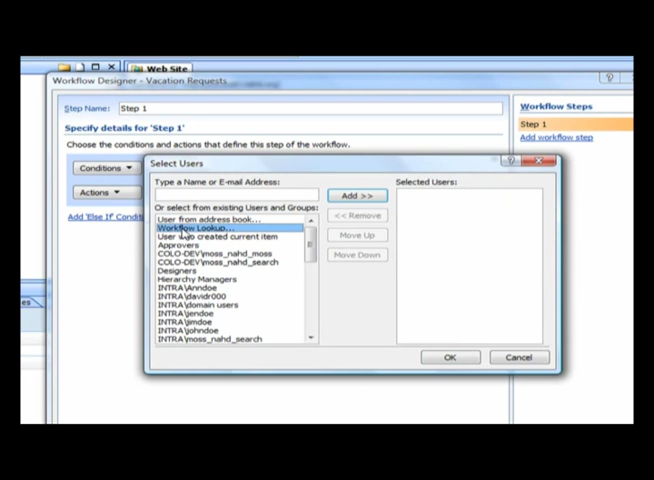 Web Site
Workflow Designer - Vacation Requests
Step Name: Step 1
Workflow Steps
Specify details for 'Step 1'
Step 1
Choose the conditions and actions that define this step of the workflow.
Add workflow step
Conditions
Actions
Add 'Else If Conditi
Select Users
Type a Name or E-mail Address:
Selected Users:
Add >>
Or select from existing Users and Groups:
<< Remove
Move Up
Move Down
User from address book...
Workflow Lookup...
User who created current item
Approvers
COLO-DEV\moss_nahd_moss
COLO-DEV\moss_nahd_search
Designers
Hierarchy Managers
INTRA\Anndoe
INTRA\davidr000
INTRA\domain users
INTRA\jendoe
INTRA\jimdoe
INTRA\johndoe
INTRA\moss_nahd_search
OK
Cancel